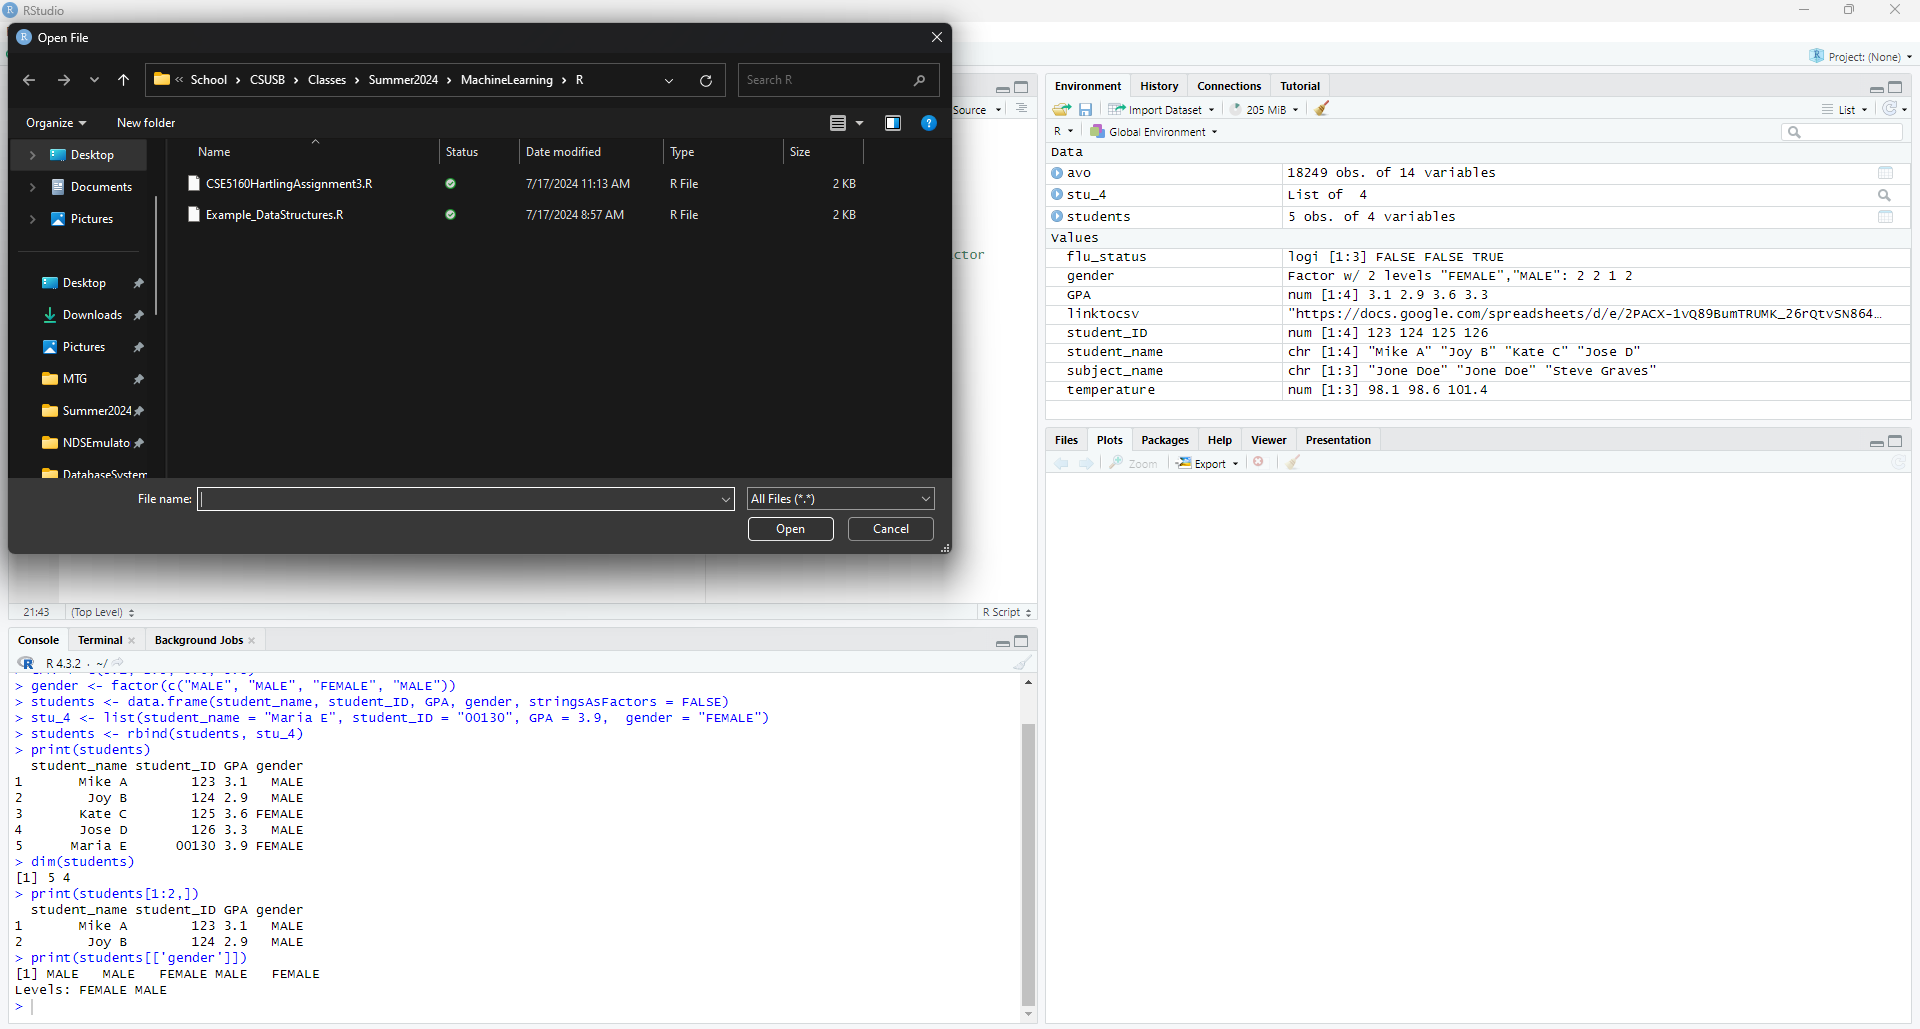 RStudio
Open File
« School › CSUSB › Classes › Summer2024 › MachineLearning › R
Search R
Organize
New folder
Name Status Date modified Type Size
CSE5160HartlingAssignment3.R 7/17/2024 11:13 AM R File 2 KB
Example_DataStructures.R 7/17/2024 8:57 AM R File 2 KB
Desktop
Documents
Pictures
Desktop
Downloads
Pictures
MTG
Summer2024
NDSEmulato
DatabaseSystem
File name:
All Files (*.*)
Open
Cancel
Source
ctor
21:43 (Top Level) R Script
Console Terminal Background Jobs
R 4.3.2 · ~/
> gender <- factor(c("MALE", "MALE", "FEMALE", "MALE"))
> students <- data.frame(student_name, student_ID, GPA, gender, stringsAsFactors = FALSE)
> stu_4 <- list(student_name = "Maria E", student_ID = "00130", GPA = 3.9,  gender = "FEMALE")
> students <- rbind(students, stu_4)
> print(students)
student_name student_ID GPA gender
1 Mike A 123 3.1 MALE
2 Joy B 124 2.9 MALE
3 Kate C 125 3.6 FEMALE
4 Jose D 126 3.3 MALE
5 Maria E 00130 3.9 FEMALE
> dim(students)
[1] 5 4
> print(students[1:2,])
student_name student_ID GPA gender
1 Mike A 123 3.1 MALE
2 Joy B 124 2.9 MALE
> print(students[['gender']])
[1] MALE MALE FEMALE MALE FEMALE
Levels: FEMALE MALE
>
Project: (None)
Environment History Connections Tutorial
Import Dataset 205 MiB List
R Global Environment
Data
avo 18249 obs. of 14 variables
stu_4 List of 4
students 5 obs. of 4 variables
Values
flu_status logi [1:3] FALSE FALSE TRUE
gender Factor w/ 2 levels "FEMALE","MALE": 2 2 1 2
GPA num [1:4] 3.1 2.9 3.6 3.3
linktocsv "https://docs.google.com/spreadsheets/d/e/2PACX-1vQ89BumTRUMK_26rQtvSN864…
student_ID num [1:4] 123 124 125 126
student_name chr [1:4] "Mike A" "Joy B" "Kate C" "Jose D"
subject_name chr [1:3] "Jone Doe" "Jone Doe" "Steve Graves"
temperature num [1:3] 98.1 98.6 101.4
Files Plots Packages Help Viewer Presentation
Zoom Export